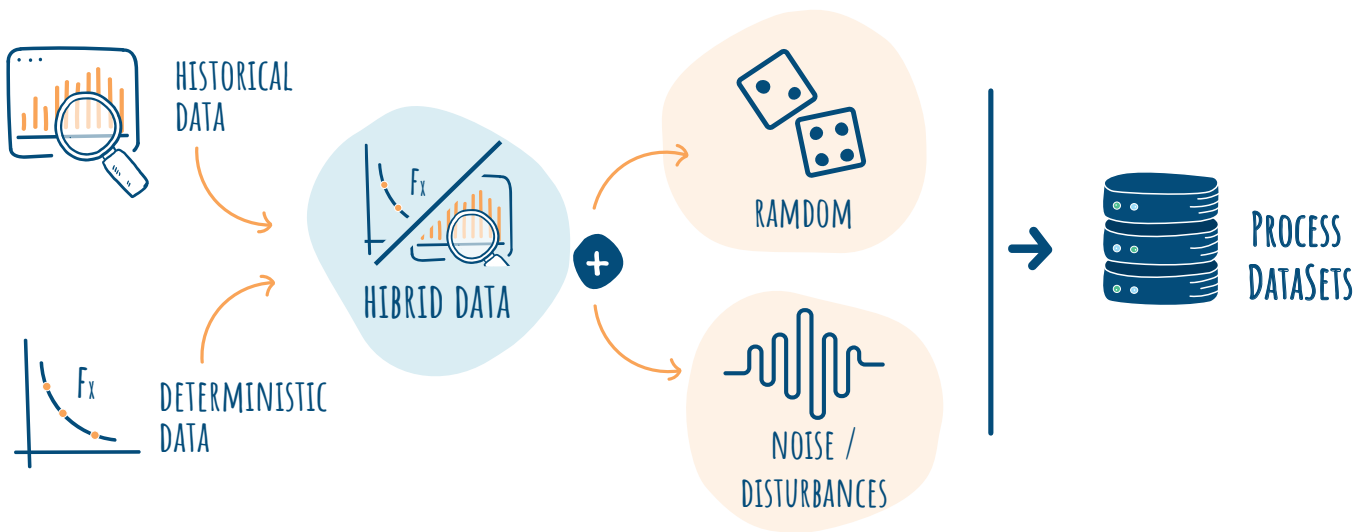 HISTORICAL
DATA
Fx
HIBRID DATA
Fx
DETERMINISTIC
DATA
+
RAMDOM
NOISE /
DISTURBANCES
PROCESS
DATASETS